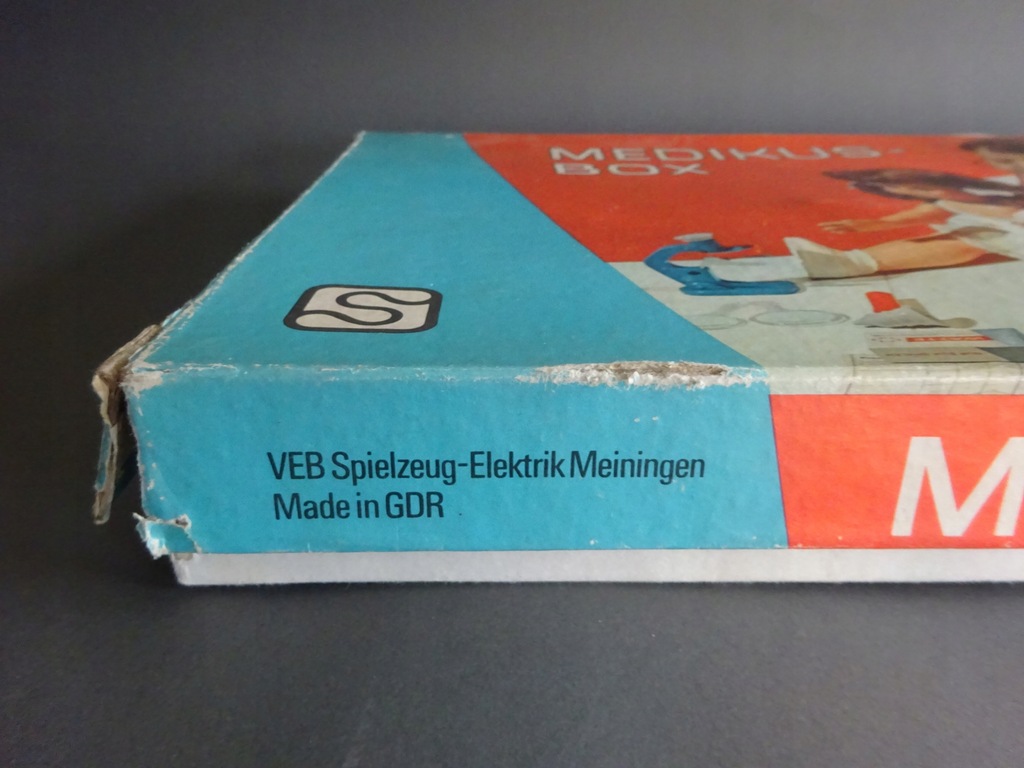 MEDIKUS-
BOX
VEB Spielzeug-Elektrik Meiningen
Made in GDR
M